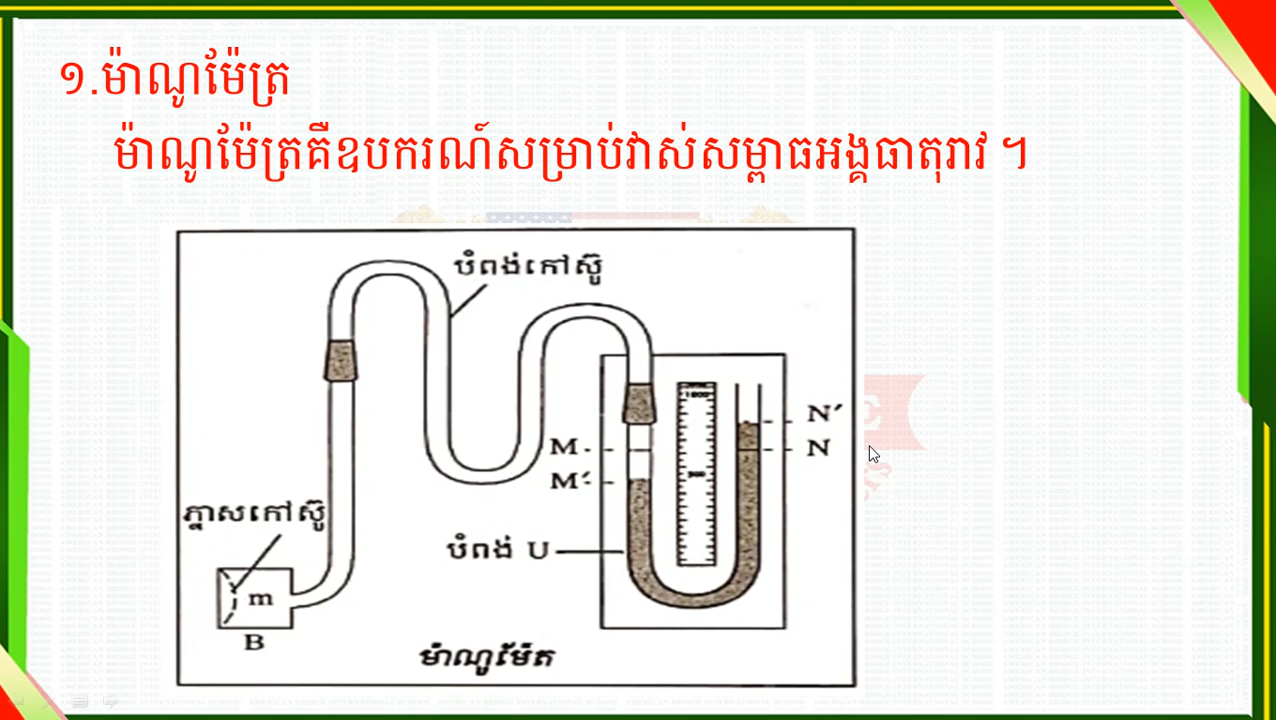 ១.ម៉ាណូម៉ែត្រ
ម៉ាណូម៉ែត្រគឺឧបករណ៍សម្រាប់វាស់សម្ពាធអង្គធាតុរាវ ។
បំពង់កៅស៊ូ
1000
N′
M
N
M′
500
ភ្នាសកៅស៊ូ
បំពង់ U
m
B
ម៉ាណូម៉ែត